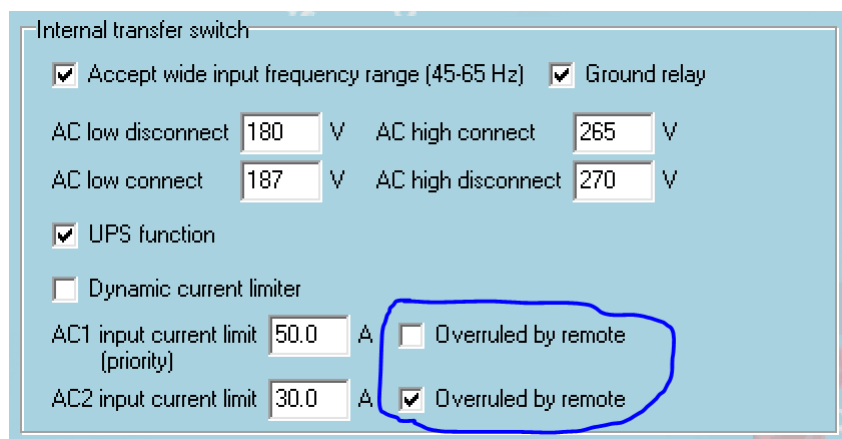 Internal transfer switch
Accept wide input frequency range (45-65 Hz) Ground relay
AC low disconnect 180 V AC high connect 265 V
AC low connect 187 V AC high disconnect 270 V
UPS function
Dynamic current limiter
AC1 input current limit 50.0 A Overruled by remote
(priority)
AC2 input current limit 30.0 A Overruled by remote